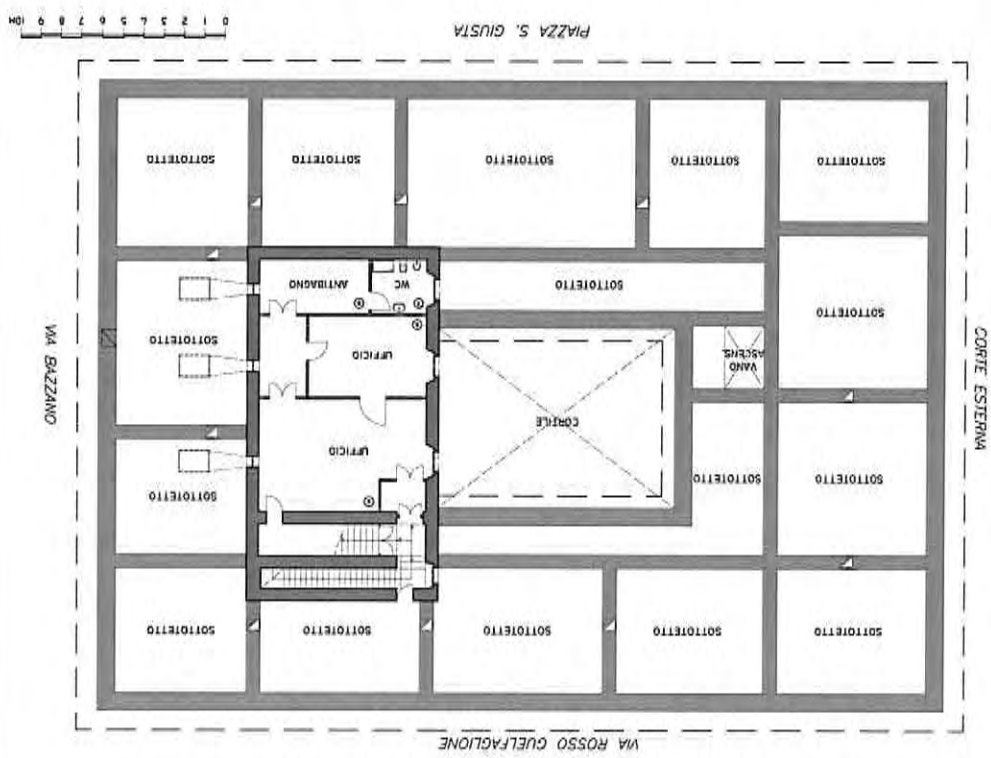 VIA ROSSO GUELFAGLIONE
SOTTOTETTO
SOTTOTETTO
SOTTOTETTO
SOTTOTETTO
SOTTOTETTO
SOTTOTETTO
SOTTOTETTO
SOTTOTETTO
UFFICIO
CORTILE
CORTE ESTERNA
VIA BAZZANO
VANO
ASCENS.
UFFICIO
SOTTOTETTO
SOTTOTETTO
SOTTOTETTO
WC
ANTIBAGNO
SOTTOTETTO
SOTTOTETTO
SOTTOTETTO
SOTTOTETTO
SOTTOTETTO
PIAZZA S. GIUSTA
0 1 2 3 4 5 6 7 8 9 10M